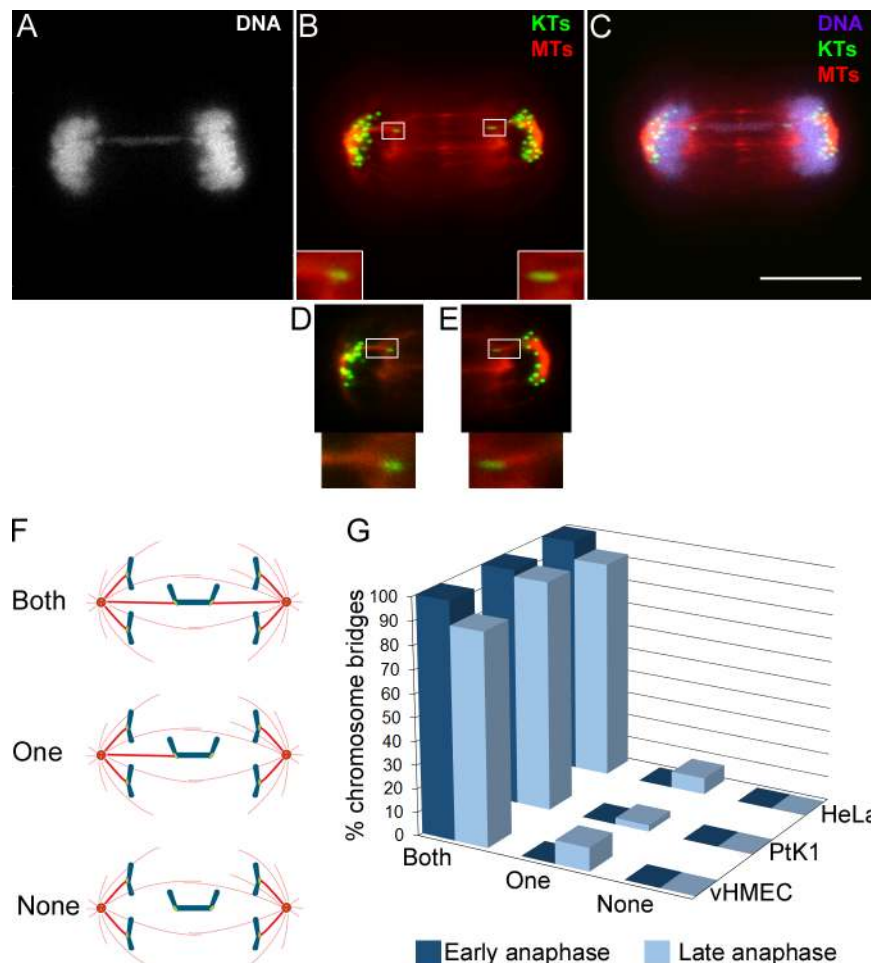 A
DNA
B
KTs
MTs
C
DNA
KTs
MTs
D
E
F
Both
One
None
G
% chromosome bridges
100
90
80
70
60
50
40
30
20
10
0
Both
One
None
HeLa
PtK1
vHMEC
Early anaphase
Late anaphase